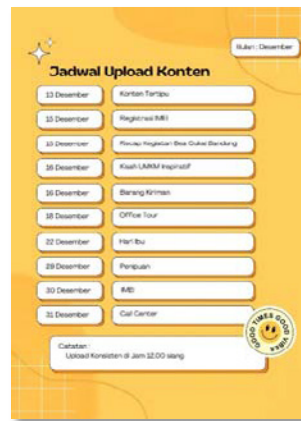 Bulan : Desember
Jadwal Upload Konten
13 Desember Konten Tertipu
15 Desember Registrasi IMEI
15 Desember Recap Kegiatan Bea Cukai Bandung
16 Desember Kisah UMKM Inspiratif
16 Desember Barang Kiriman
18 Desember Office Tour
22 Desember Hari Ibu
29 Desember Penipuan
30 Desember IMEI
31 Desember Call Center
GOOD TIMES GOOD VIBES
Catatan :
Upload Konsisten di Jam 12.00 siang